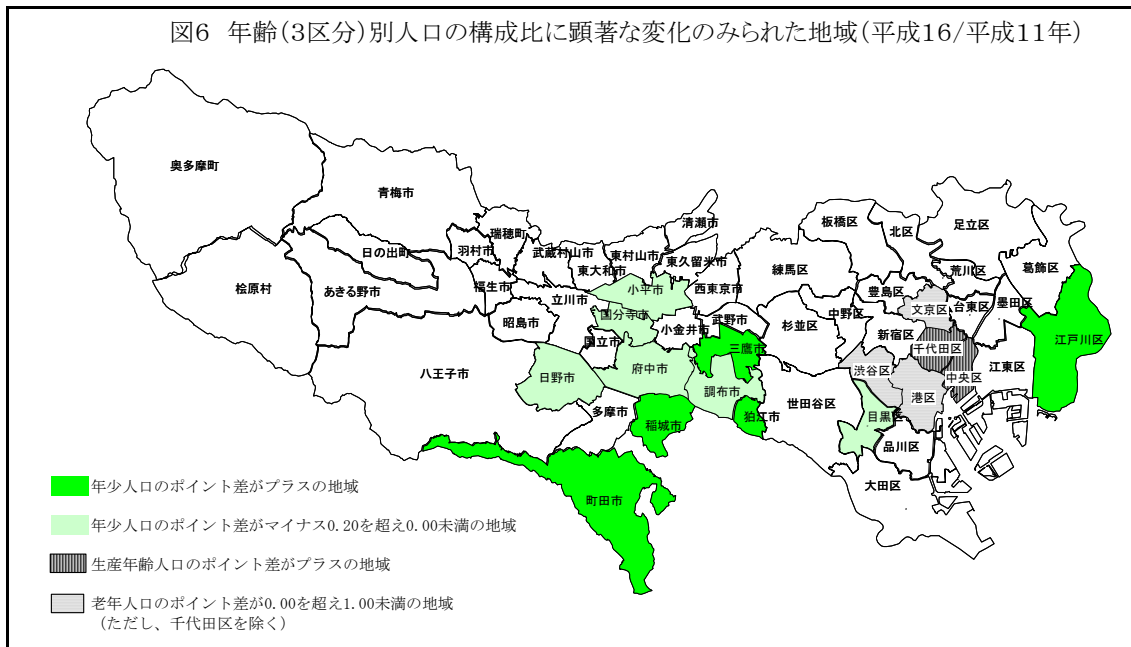 図6 年齢(3区分)別人口の構成比に顕著な変化のみられた地域(平成16/平成11年)
奥多摩町
青梅市
清瀬市
瑞穂町
板橋区
北区
足立区
日の出町
羽村市
武蔵村山市
東村山市
東大和市
東久留米市
練馬区
荒川区
葛飾区
桧原村
あきる野市
福生市
立川市
小平市
西東京市
豊島区
文京区
台東区
墨田区
昭島市
国分寺市
小金井市
武野市
杉並区
中野区
新宿区
千代田区
江戸川区
国立市
三鷹市
八王子市
日野市
府中市
調布市
渋谷区
中央区
江東区
港区
多摩市
稲城市
狛江市
世田谷区
目黒区
品川区
大田区
町田市
年少人口のポイント差がプラスの地域
年少人口のポイント差がマイナス0.20を超え0.00未満の地域
生産年齢人口のポイント差がプラスの地域
老年人口のポイント差が0.00を超え1.00未満の地域
(ただし、千代田区を除く)